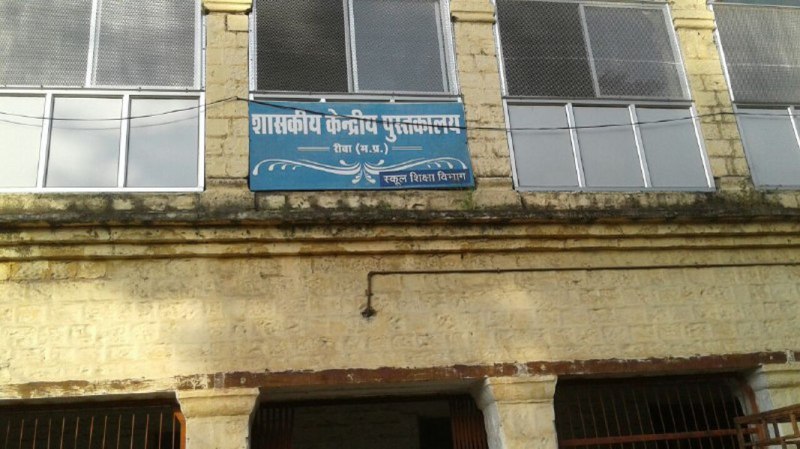 शासकीय केन्द्रीय पुस्तकालय
रीवा (म.प्र.)
स्कूल शिक्षा विभाग